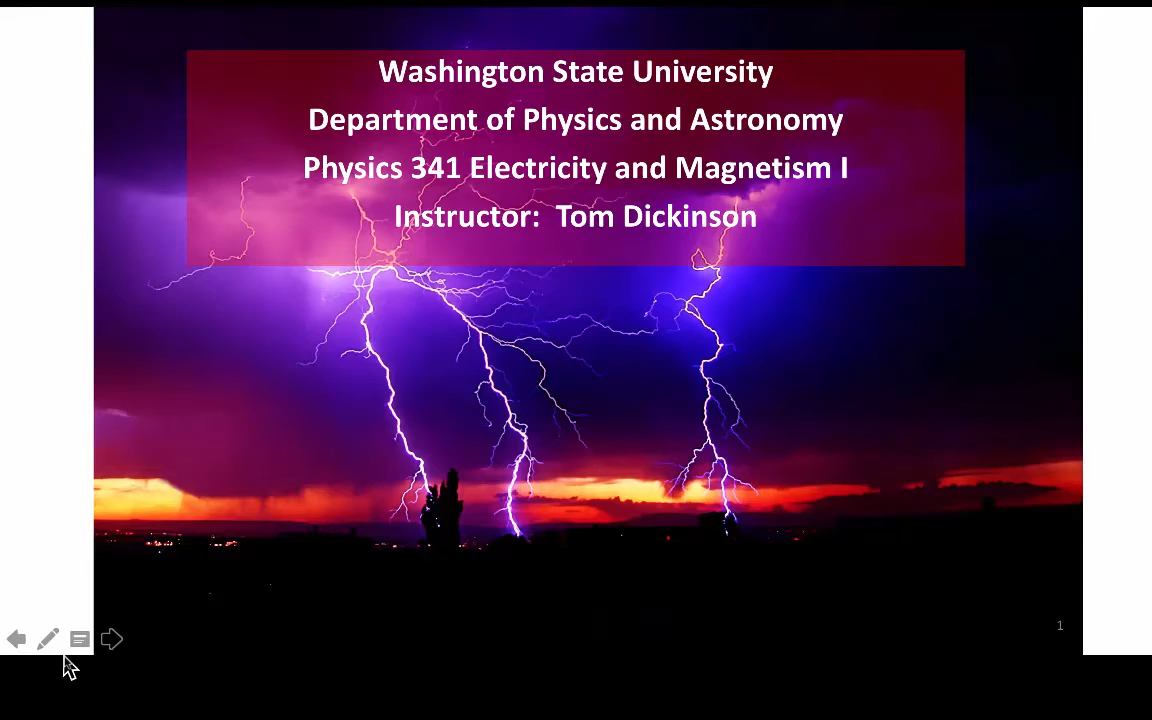 Washington State University
Department of Physics and Astronomy
Physics 341 Electricity and Magnetism I
Instructor:  Tom Dickinson
1